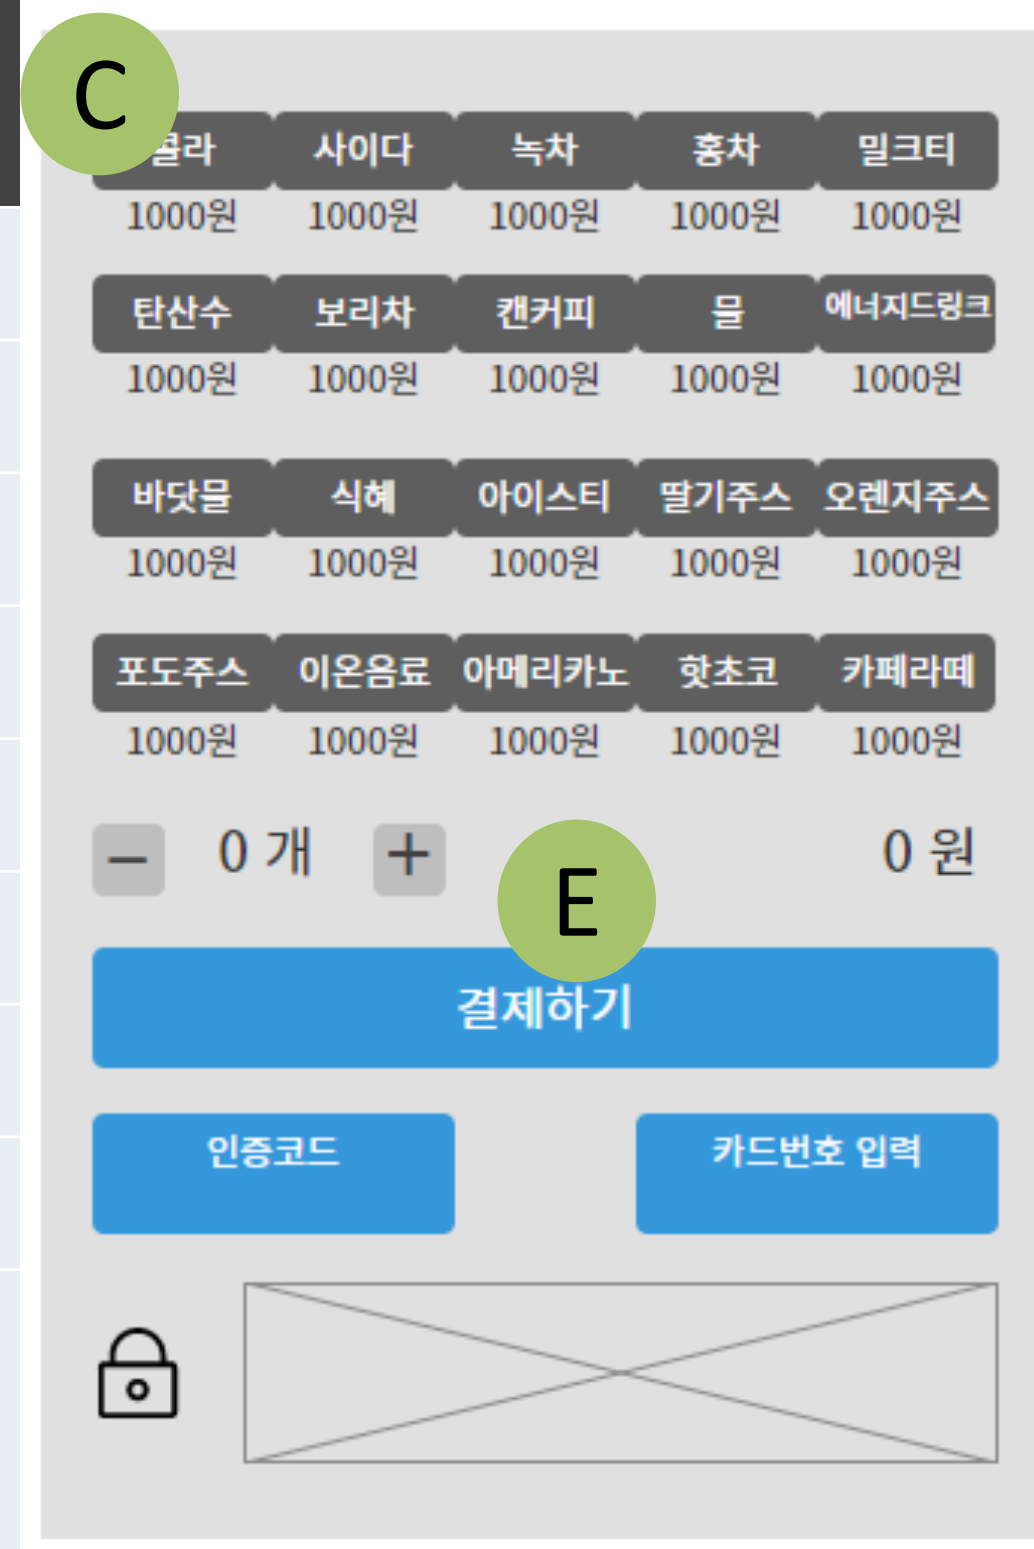 C
콜라 사이다 녹차 홍차 밀크티
1000원 1000원 1000원 1000원 1000원
탄산수 보리차 캔커피 물 에너지드링크
1000원 1000원 1000원 1000원 1000원
바닷물 식혜 아이스티 딸기주스 오렌지주스
1000원 1000원 1000원 1000원 1000원
포도주스 이온음료 아메리카노 핫초코 카페라떼
1000원 1000원 1000원 1000원 1000원
− 0 개 + 0 원
E
결제하기
인증코드 카드번호 입력